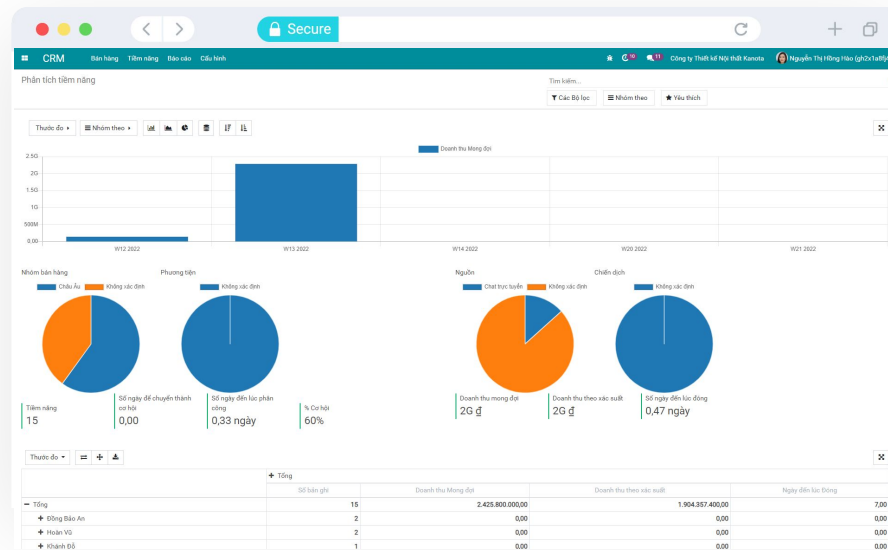 Secure
CRM Bán hàng Tiềm năng Báo cáo Cấu hình 18 11 Công ty Thiết kế Nội thất Kanota Nguyễn Thị Hồng Hào (gh2x1a8fj4
Phân tích tiềm năng Tìm kiếm...
Các Bộ lọc Nhóm theo Yêu thích
Thước đo Nhóm theo
Doanh thu Mong đợi
2.5G
2G
1.5G
1G
500M
0,00
W12 2022 W13 2022 W14 2022 W20 2022 W21 2022
Nhóm bán hàng Phương tiện Nguồn Chiến dịch
Châu Âu Không xác định Không xác định Chat trực tuyến Không xác định Không xác định
Tiềm năng
15
Số ngày để chuyển thành cơ hội
0,00
Số ngày đến lúc phân công
0,33 ngày
% Cơ hội
60%
Doanh thu mong đợi
2G ₫
Doanh thu theo xác suất
2G ₫
Số ngày đến lúc đóng
0,47 ngày
Thước đo
Tổng
Số bản ghi Doanh thu Mong đợi Doanh thu theo xác suất Ngày đến lúc Đóng
Tổng 15 2.425.800.000,00 1.904.357.400,00 7,00
Đồng Bảo An 2 0,00 0,00 0,00
Hoàn Vũ 2 0,00 0,00 0,00
Khánh Đỗ 1 0,00 0,00 0,00